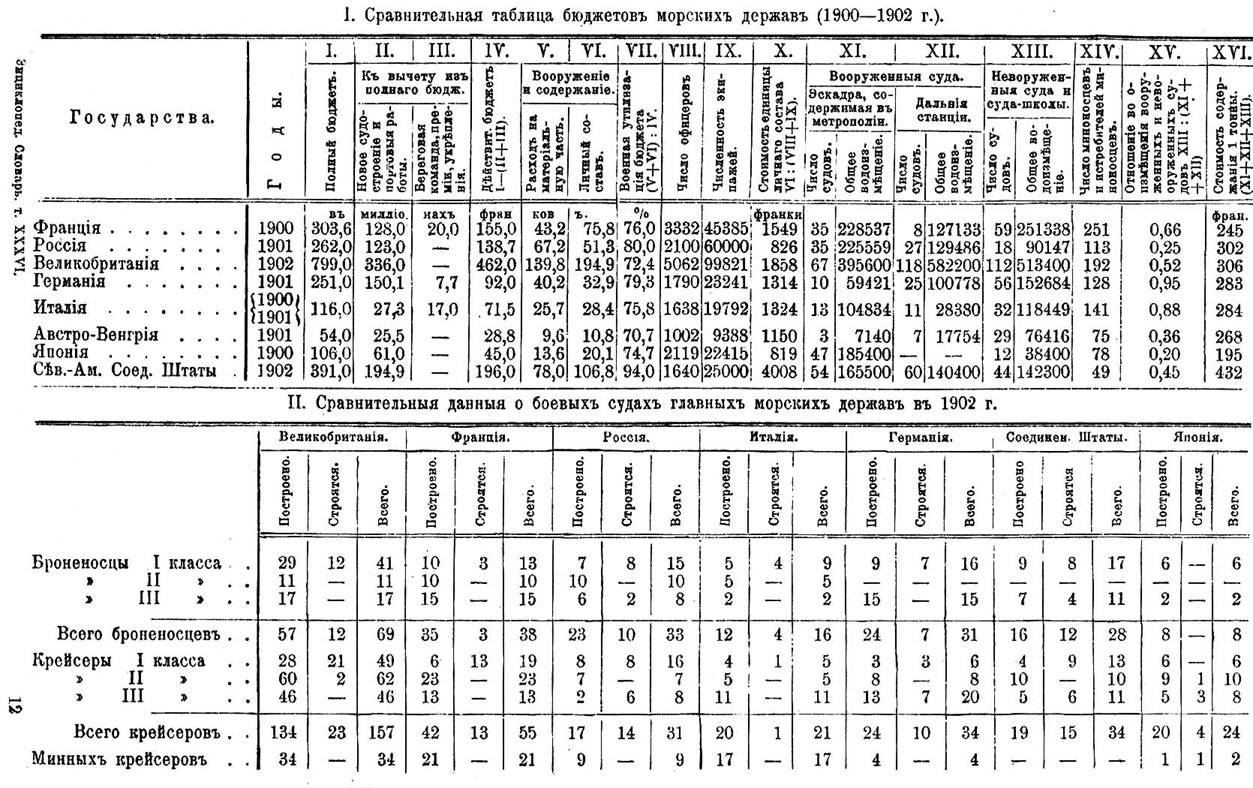 I. Сравнительная таблица бюджетовъ морскихъ державъ (1900—1902 г.).
Государства. | Годы. | I. | II. | III. | IV. | V. | VI. | VII. | VIII. | IX. | X. | XI. | XII. | XIII. | XIV. | XV. | XVI.
Полный бюджетъ.
Къ вычету изъ полнаго бюдж.
Новое судостроеніе и портовыя работы.
Береговая команда, преміи, укрѣпленія.
Дѣйствит. бюджетъ I—(II+III).
Вооруженіе и содержаніе.
Расходъ на матеріальную часть.
Личный составъ.
Военная утилизація бюджета (V+VI) : IV.
Число офицеровъ
Численность экипажей.
Стоимость единицы личнаго состава VI : (VIII+IX).
Вооруженныя суда.
Эскадра, содержимая въ метрополіи.
Число судовъ.
Общее водоизмѣщеніе.
Дальнія станціи.
Число судовъ.
Общее водоизмѣщеніе.
Невооруженныя суда и суда-школы.
Число судовъ.
Общее водоизмѣщеніе.
Число миноносцевъ и истребителей миноносцевъ.
Отношеніе водоизмѣщенія вооруженныхъ и невооруженныхъ судовъ XIII : (XI + XII)
Стоимость содержанія 1 тонны. (XI+XII+XIII).
въ милліонахъ франковъ. | % | франки | фран.
Франція | 1900 | 303,6 | 128,0 | 20,0 | 155,0 | 43,2 | 75,8 | 76,0 | 3332 | 45385 | 1549 | 35 | 228537 | 8 | 127133 | 59 | 251338 | 251 | 0,66 | 245
Россія | 1901 | 262,0 | 123,0 | — | 138,7 | 67,2 | 51,3 | 80,0 | 2100 | 60000 | 826 | 35 | 225559 | 27 | 129486 | 18 | 90147 | 113 | 0,25 | 302
Великобританія | 1902 | 799,0 | 336,0 | — | 462,0 | 139,8 | 194,9 | 72,4 | 5062 | 99821 | 1858 | 67 | 395600 | 118 | 582200 | 112 | 513400 | 192 | 0,52 | 306
Германія | 1901 | 251,0 | 150,1 | 7,7 | 92,0 | 40,2 | 32,9 | 79,3 | 1790 | 23241 | 1314 | 10 | 59421 | 25 | 100778 | 56 | 152684 | 128 | 0,95 | 283
Италія | {1900 1901} | 116,0 | 27,3 | 17,0 | 71,5 | 25,7 | 28,4 | 75,8 | 1638 | 19792 | 1324 | 13 | 104834 | 11 | 28380 | 32 | 118449 | 141 | 0,88 | 284
Австро-Венгрія | 1901 | 54,0 | 25,5 | — | 28,8 | 9,6 | 10,8 | 70,7 | 1002 | 9388 | 1150 | 3 | 7140 | 7 | 17754 | 29 | 76416 | 75 | 0,36 | 268
Японія | 1900 | 106,0 | 61,0 | — | 45,0 | 13,6 | 20,1 | 74,7 | 2119 | 22415 | 819 | 47 | 185400 | — | — | 12 | 38400 | 78 | 0,20 | 195
Сѣв.-Ам. Соед. Штаты . | 1902 | 391,0 | 194,9 | — | 196,0 | 78,0 | 106,8 | 94,0 | 1640 | 25000 | 4008 | 54 | 165500 | 60 | 140400 | 44 | 142300 | 49 | 0,45 | 432
II. Сравнительныя данныя о боевыхъ судахъ главныхъ морскихъ державъ въ 1902 г.
Великобританія. | Франція. | Россія. | Италія. | Германія. | Соединен. Штаты. | Японія.
Построено. | Строятся. | Всего. | Построено. | Строятся. | Всего. | Построено. | Строятся. | Всего. | Построено. | Строятся. | Всего. | Построено. | Строятся. | Всего. | Построено | Строятся | Всего. | Построено. | Строятся. | Всего.
Броненосцы I класса . | 29 | 12 | 41 | 10 | 3 | 13 | 7 | 8 | 15 | 5 | 4 | 9 | 9 | 7 | 16 | 9 | 8 | 17 | 6 | — | 6
» II » . . | 11 | — | 11 | 10 | — | 10 | 10 | — | 10 | 5 | — | 5 | — | — | — | — | — | — | — | — | —
» III » . . | 17 | — | 17 | 15 | — | 15 | 6 | 2 | 8 | 2 | — | 2 | 15 | — | 15 | 7 | 4 | 11 | 2 | — | 2
Всего броненосцевъ . . | 57 | 12 | 69 | 35 | 3 | 38 | 23 | 10 | 33 | 12 | 4 | 16 | 24 | 7 | 31 | 16 | 12 | 28 | 8 | — | 8
Крейсеры I класса . . | 28 | 21 | 49 | 6 | 13 | 19 | 8 | 8 | 16 | 4 | 1 | 5 | 3 | 3 | 6 | 4 | 9 | 13 | 6 | — | 6
» II » . . | 60 | 2 | 62 | 23 | — | 23 | 7 | — | 7 | 5 | — | 5 | 8 | — | 8 | 10 | — | 10 | 9 | 1 | 10
» III » . . | 46 | — | 46 | 13 | — | 13 | 2 | 6 | 8 | 11 | — | 11 | 13 | 7 | 20 | 5 | 6 | 11 | 5 | 3 | 8
Всего крейсеровъ . . | 134 | 23 | 157 | 42 | 13 | 55 | 17 | 14 | 31 | 20 | 1 | 21 | 24 | 10 | 34 | 19 | 15 | 34 | 20 | 4 | 24
Минныхъ крейсеровъ . . | 34 | — | 34 | 21 | — | 21 | 9 | — | 9 | 17 | — | 17 | 4 | — | 4 | — | — | — | 1 | 1 | 2
Энциклопед. Словарь, т. XXXVI.
12